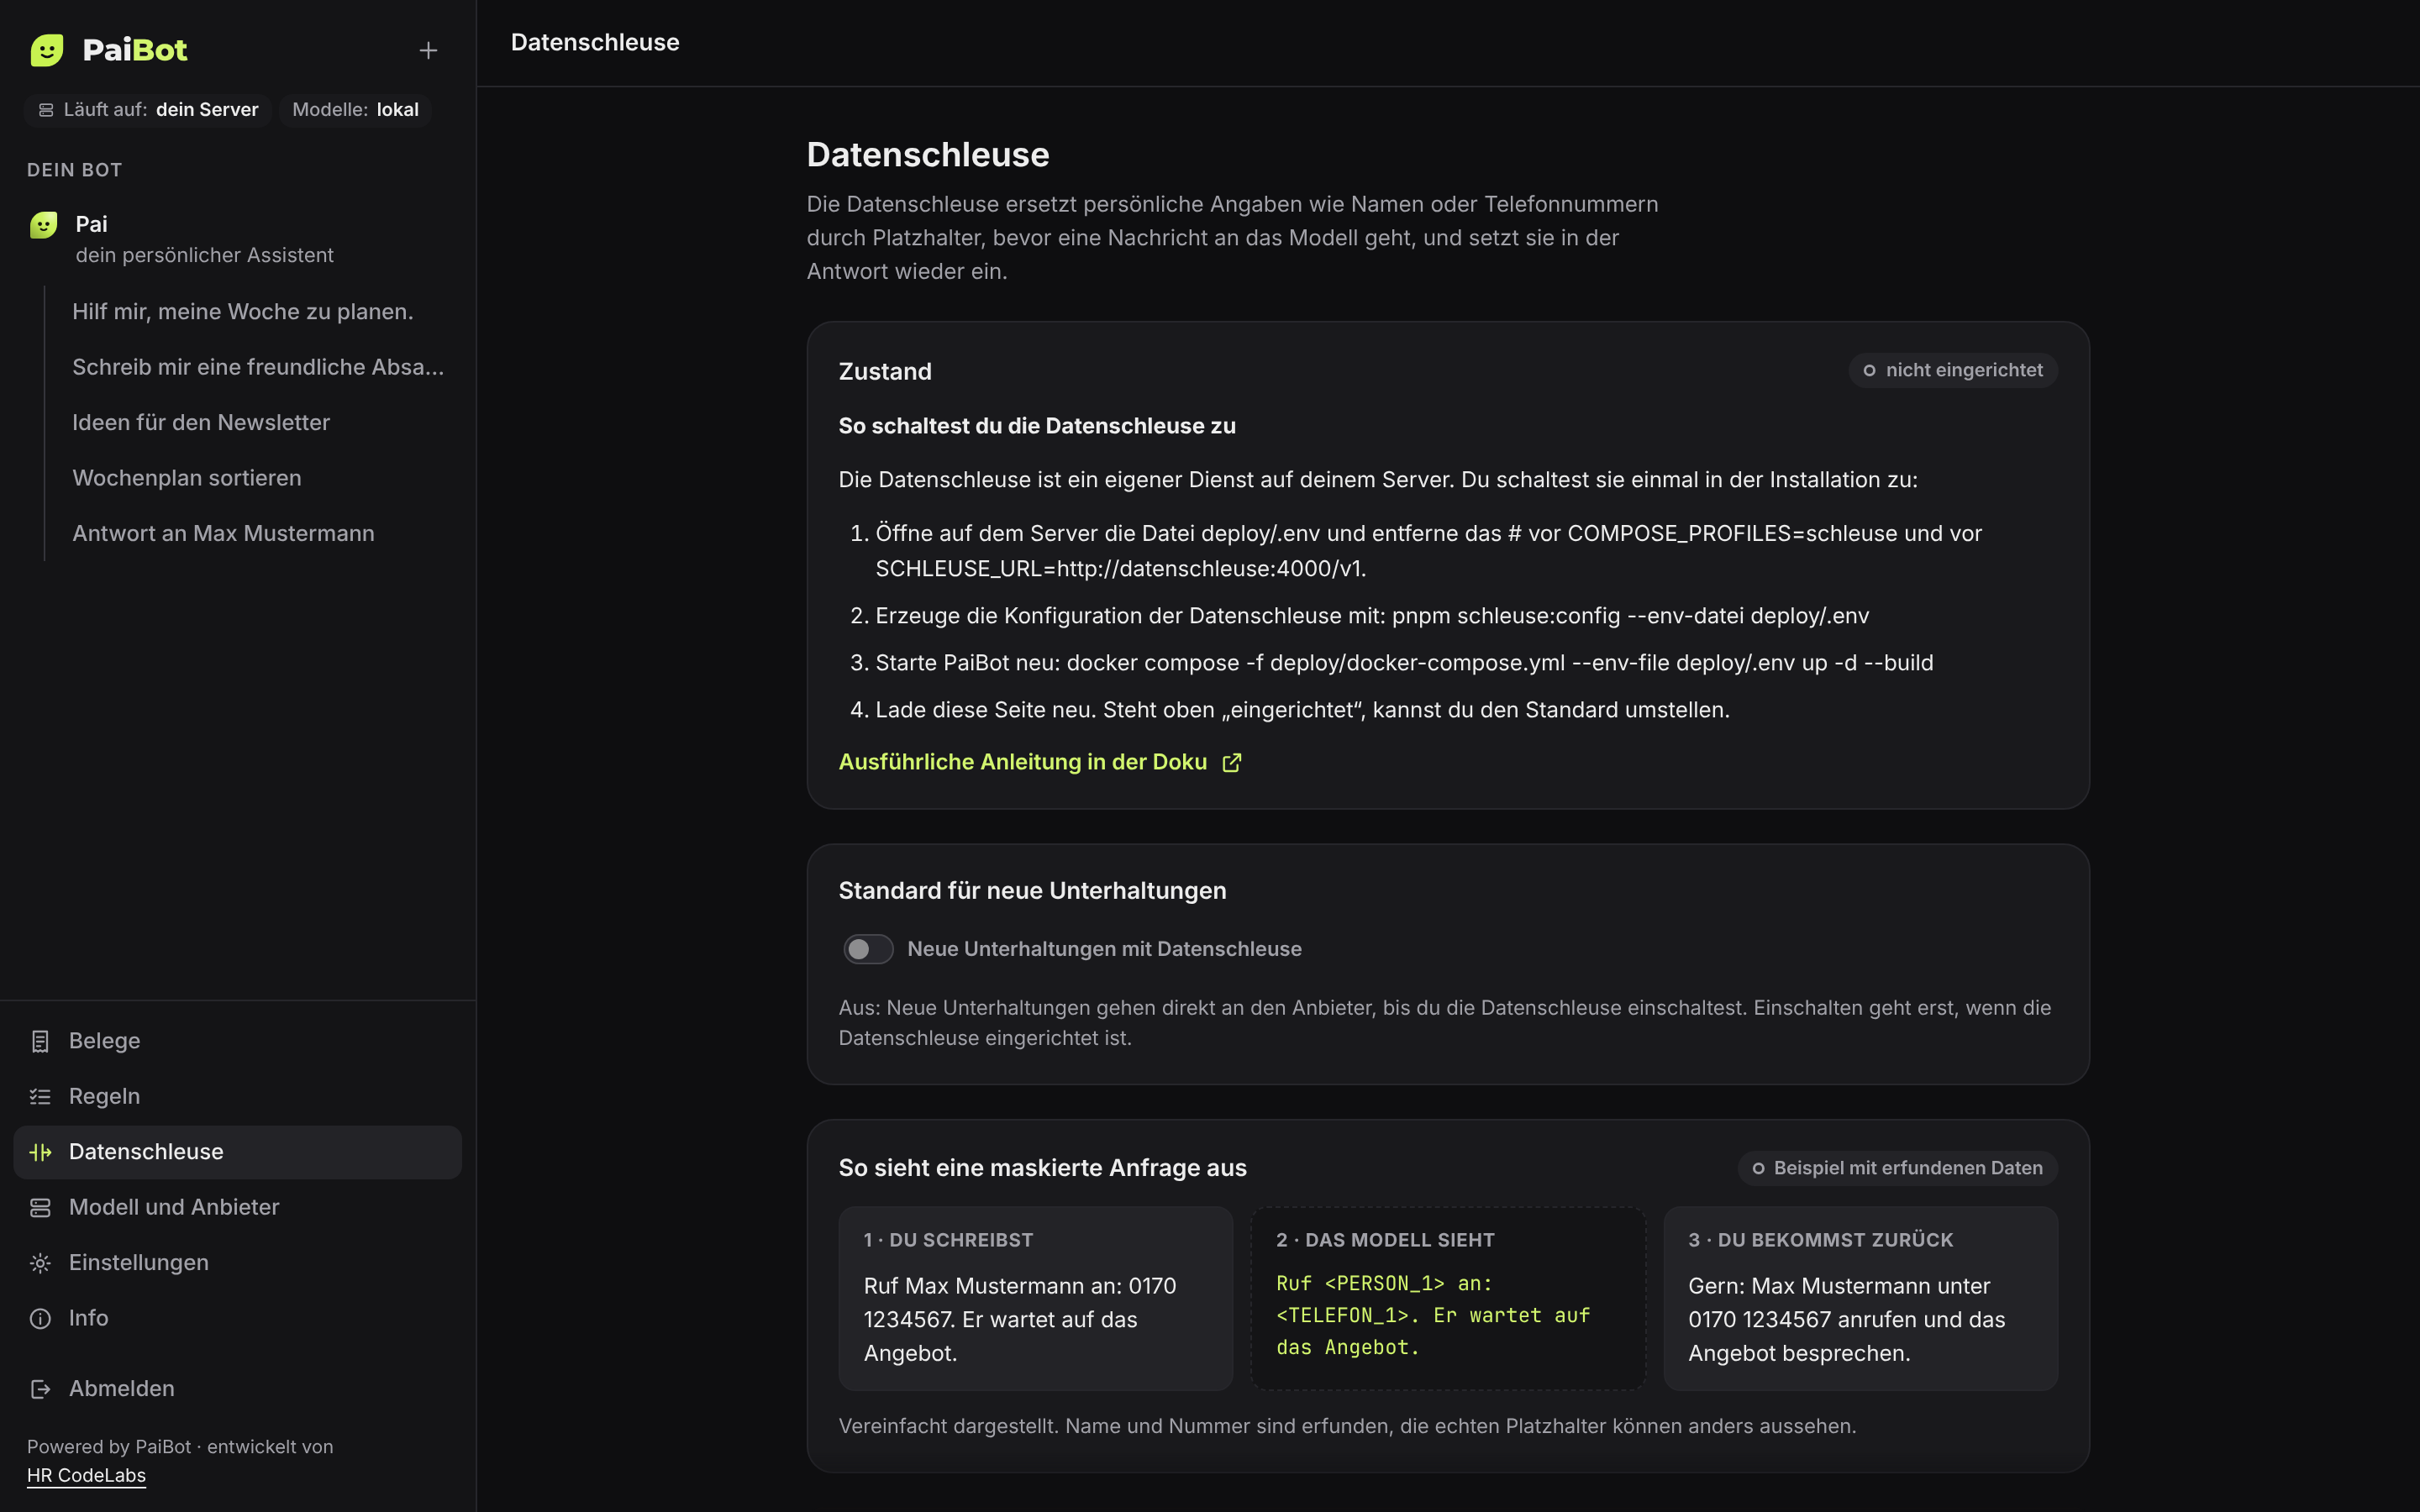 PaiBot
Läuft auf: dein Server
Modelle: lokal
DEIN BOT
Pai
dein persönlicher Assistent
Hilf mir, meine Woche zu planen.
Schreib mir eine freundliche Absa...
Ideen für den Newsletter
Wochenplan sortieren
Antwort an Max Mustermann
Belege
Regeln
Datenschleuse
Modell und Anbieter
Einstellungen
Info
Abmelden
Powered by PaiBot · entwickelt von
HR CodeLabs
Datenschleuse
Datenschleuse
Die Datenschleuse ersetzt persönliche Angaben wie Namen oder Telefonnummern
durch Platzhalter, bevor eine Nachricht an das Modell geht, und setzt sie in der
Antwort wieder ein.
Zustand
nicht eingerichtet
So schaltest du die Datenschleuse zu
Die Datenschleuse ist ein eigener Dienst auf deinem Server. Du schaltest sie einmal in der Installation zu:
1. Öffne auf dem Server die Datei deploy/.env und entferne das # vor COMPOSE_PROFILES=schleuse und vor
SCHLEUSE_URL=http://datenschleuse:4000/v1.
2. Erzeuge die Konfiguration der Datenschleuse mit: pnpm schleuse:config --env-datei deploy/.env
3. Starte PaiBot neu: docker compose -f deploy/docker-compose.yml --env-file deploy/.env up -d --build
4. Lade diese Seite neu. Steht oben „eingerichtet“, kannst du den Standard umstellen.
Ausführliche Anleitung in der Doku
Standard für neue Unterhaltungen
Neue Unterhaltungen mit Datenschleuse
Aus: Neue Unterhaltungen gehen direkt an den Anbieter, bis du die Datenschleuse einschaltest. Einschalten geht erst, wenn die
Datenschleuse eingerichtet ist.
So sieht eine maskierte Anfrage aus
Beispiel mit erfundenen Daten
1 · DU SCHREIBST
Ruf Max Mustermann an: 0170
1234567. Er wartet auf das
Angebot.
2 · DAS MODELL SIEHT
Ruf <PERSON_1> an:
<TELEFON_1>. Er wartet auf
das Angebot.
3 · DU BEKOMMST ZURÜCK
Gern: Max Mustermann unter
0170 1234567 anrufen und das
Angebot besprechen.
Vereinfacht dargestellt. Name und Nummer sind erfunden, die echten Platzhalter können anders aussehen.